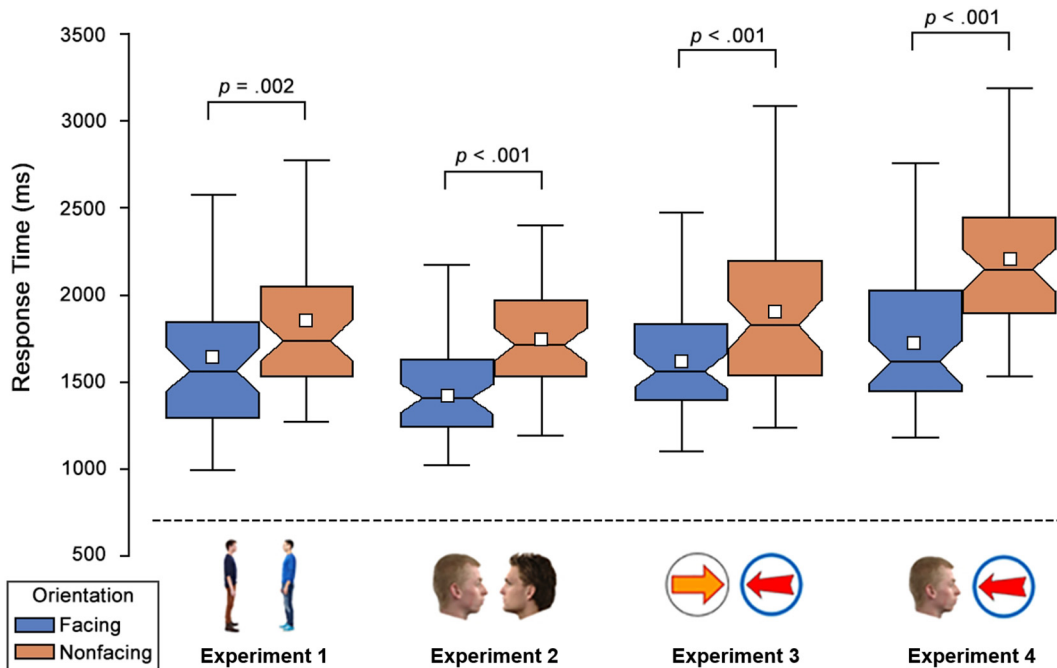 3500
3000
2500
2000
1500
1000
500
Response Time (ms)
p = .002
p < .001
p < .001
p < .001
Orientation
Facing
Nonfacing
Experiment 1
Experiment 2
Experiment 3
Experiment 4